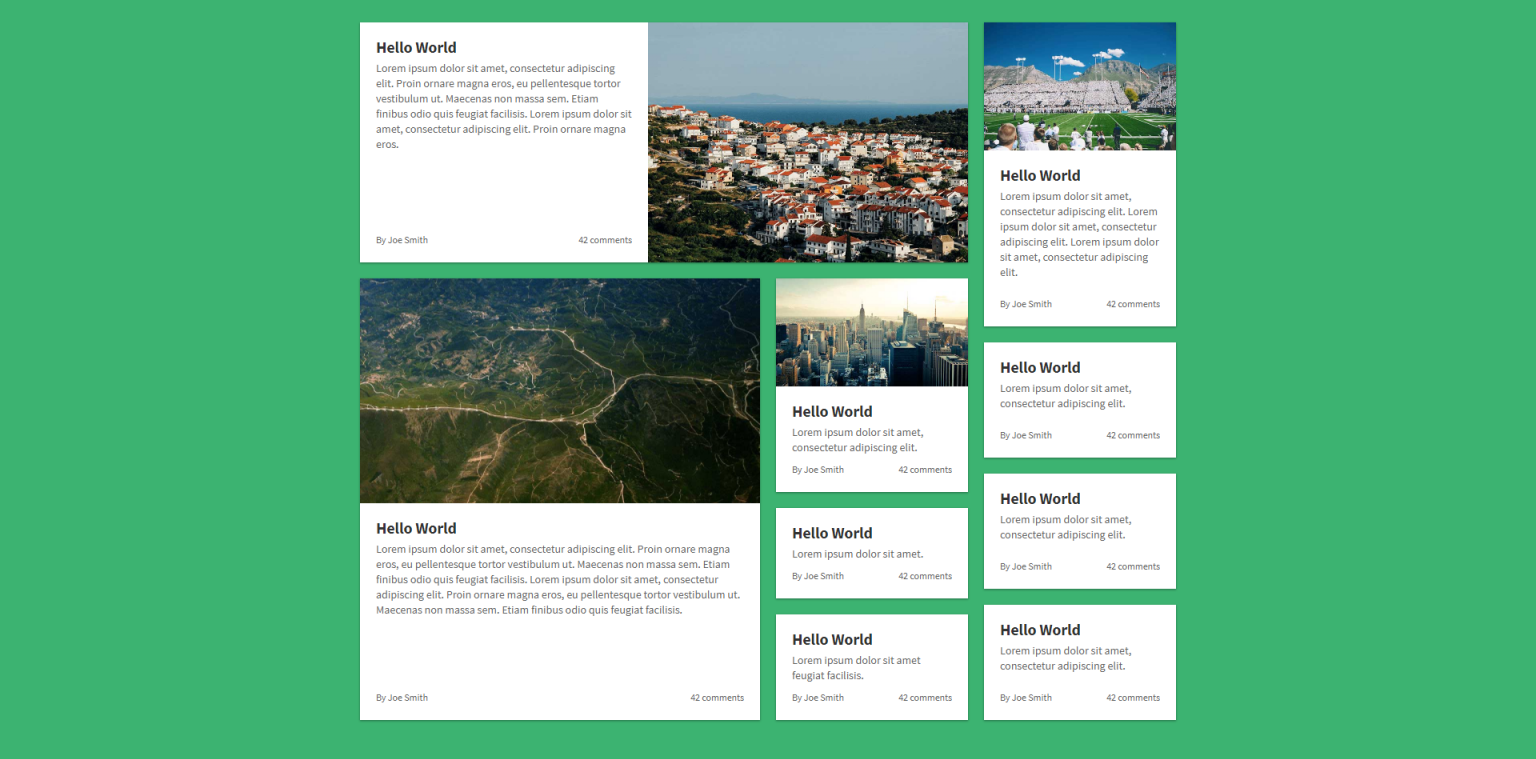 Hello World
Lorem ipsum dolor sit amet, consectetur adipiscing
elit. Proin ornare magna eros, eu pellentesque tortor
vestibulum ut. Maecenas non massa sem. Etiam
finibus odio quis feugiat facilisis. Lorem ipsum dolor sit
amet, consectetur adipiscing elit. Proin ornare magna
eros.
By Joe Smith 42 comments
Hello World
Lorem ipsum dolor sit amet, consectetur adipiscing elit. Proin ornare magna
eros, eu pellentesque tortor vestibulum ut. Maecenas non massa sem. Etiam
finibus odio quis feugiat facilisis. Lorem ipsum dolor sit amet, consectetur
adipiscing elit. Proin ornare magna eros, eu pellentesque tortor vestibulum ut.
Maecenas non massa sem. Etiam finibus odio quis feugiat facilisis.
By Joe Smith 42 comments
Hello World
Lorem ipsum dolor sit amet,
consectetur adipiscing elit.
By Joe Smith 42 comments
Hello World
Lorem ipsum dolor sit amet.
By Joe Smith 42 comments
Hello World
Lorem ipsum dolor sit amet
feugiat facilisis.
By Joe Smith 42 comments
Hello World
Lorem ipsum dolor sit amet,
consectetur adipiscing elit. Lorem
ipsum dolor sit amet, consectetur
adipiscing elit. Lorem ipsum dolor
sit amet, consectetur adipiscing
elit.
By Joe Smith 42 comments
Hello World
Lorem ipsum dolor sit amet,
consectetur adipiscing elit.
By Joe Smith 42 comments
Hello World
Lorem ipsum dolor sit amet,
consectetur adipiscing elit.
By Joe Smith 42 comments
Hello World
Lorem ipsum dolor sit amet,
consectetur adipiscing elit.
By Joe Smith 42 comments